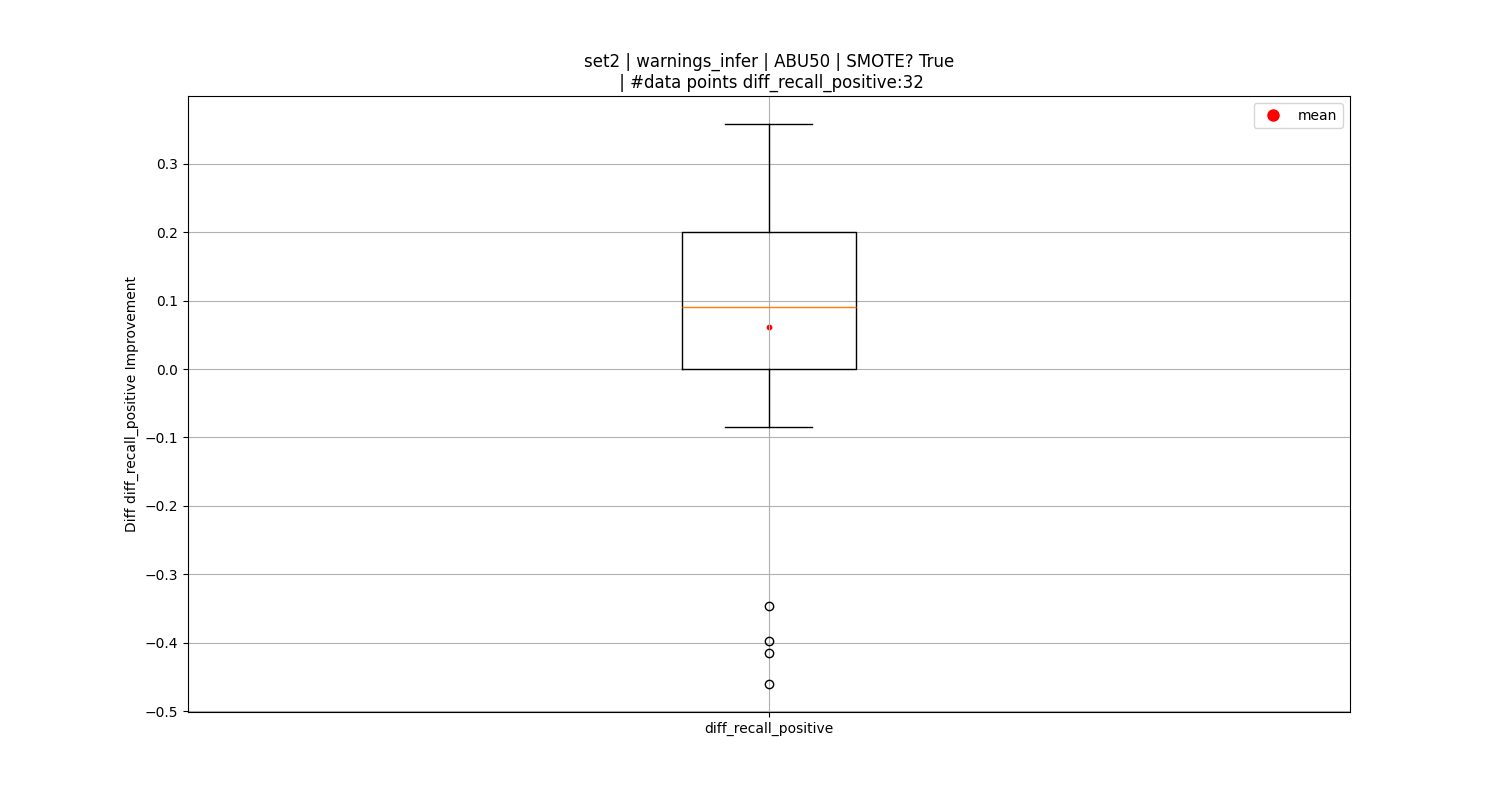 set2 | warnings_infer | ABU50 | SMOTE? True
| #data points diff_recall_positive:32
mean
0.3
0.2
0.1
0.0
−0.1
−0.2
−0.3
−0.4
−0.5
Diff diff_recall_positive Improvement
diff_recall_positive